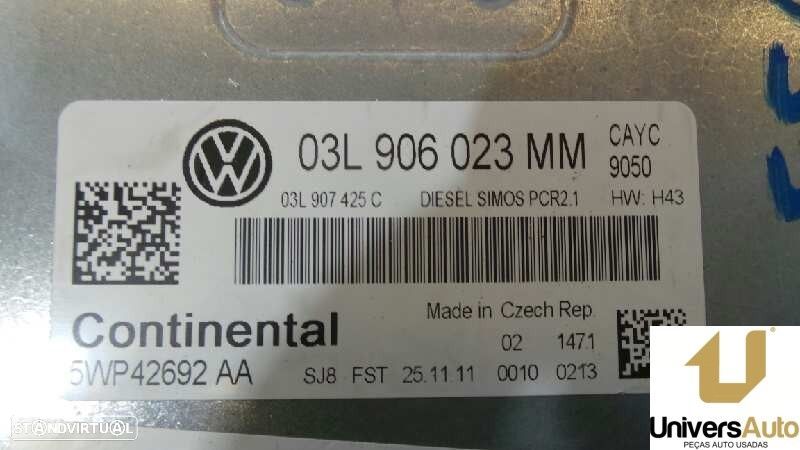 03L 906 023 MM
CAYC
9050
03L 907 425 C DIESEL SIMOS PCR2.1 HW: H43
Continental
Made in Czech Rep.
02 1471
5WP42692 AA SJ8 FST 25.11.11 0010 0213
STANDVIRTUAL
UniversAuto
PEÇAS AUTO USADAS